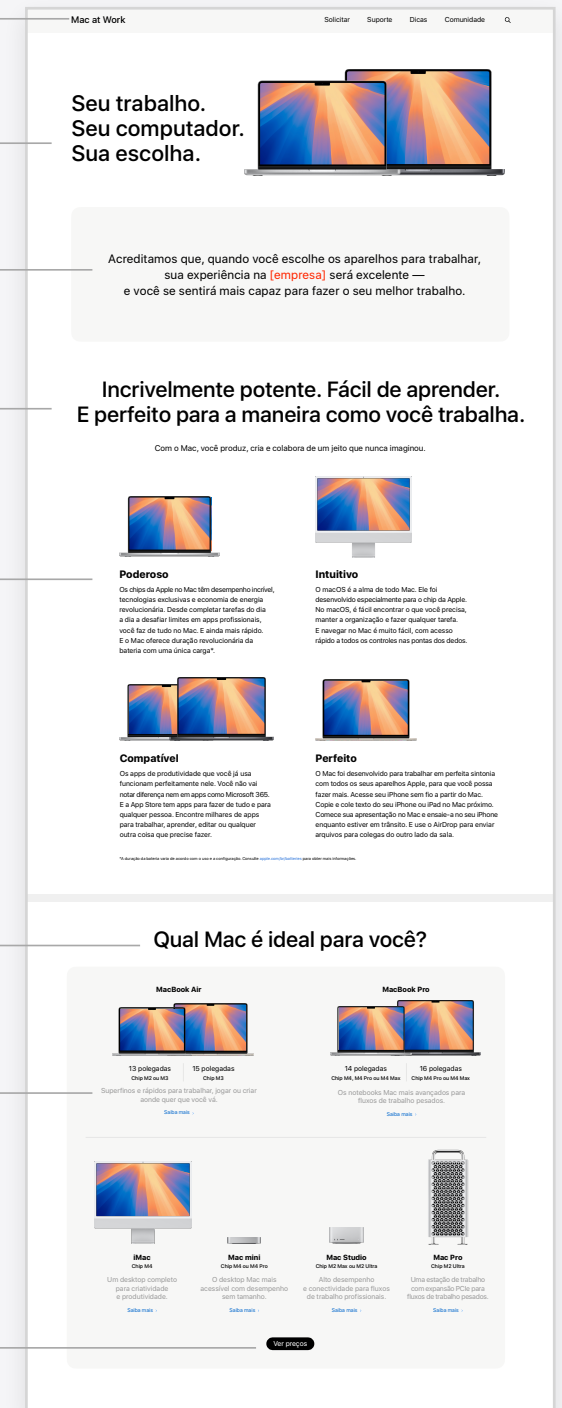 Mac at Work
Solicitar Suporte Dicas Comunidade
Seu trabalho.
Seu computador.
Sua escolha.
Acreditamos que, quando você escolhe os aparelhos para trabalhar,
sua experiência na [empresa] será excelente —
e você se sentirá mais capaz para fazer o seu melhor trabalho.
Incrivelmente potente. Fácil de aprender.
E perfeito para a maneira como você trabalha.
Com o Mac, você produz, cria e colabora de um jeito que nunca imaginou.
Poderoso
Os chips da Apple no Mac têm desempenho incrível,
tecnologias exclusivas e economia de energia
revolucionária. Desde completar tarefas do dia
a dia a desafiar limites em apps profissionais,
você faz de tudo no Mac. E ainda mais rápido.
E o Mac oferece duração revolucionária da
bateria com uma única carga*.
Intuitivo
O macOS é a alma de todo Mac. Ele foi
desenvolvido especialmente para o chip da Apple.
No macOS, é fácil encontrar o que você precisa,
manter a organização e fazer qualquer tarefa.
E navegar no Mac é muito fácil, com acesso
rápido a todos os controles nas pontas dos dedos.
Compatível
Os apps de produtividade que você já usa
funcionam perfeitamente nele. Você não vai
notar diferença nem em apps como Microsoft 365.
E a App Store tem apps para fazer de tudo e para
qualquer pessoa. Encontre milhares de apps
para trabalhar, aprender, editar ou qualquer
outra coisa que precise fazer.
Perfeito
O Mac foi desenvolvido para trabalhar em perfeita sintonia
com todos os seus aparelhos Apple, para que você possa
fazer mais. Acesse seu iPhone sem fio a partir do Mac.
Copie e cole texto do seu iPhone ou iPad no Mac próximo.
Comece sua apresentação no Mac e ensaie-a no seu iPhone
enquanto estiver em trânsito. E use o AirDrop para enviar
arquivos para colegas do outro lado da sala.
*A duração da bateria varia de acordo com o uso e a configuração. Consulte apple.com/br/batteries para obter mais informações.
Qual Mac é ideal para você?
MacBook Air
13 polegadas
Chip M2 ou M3
15 polegadas
Chip M3
Superfinos e rápidos para trabalhar, jogar ou criar
aonde quer que você vá.
Saiba mais ›
MacBook Pro
14 polegadas
Chip M4, M4 Pro ou M4 Max
16 polegadas
Chip M4 Pro ou M4 Max
Os notebooks Mac mais avançados para
fluxos de trabalho pesados.
Saiba mais ›
iMac
Chip M4
Um desktop completo
para criatividade
e produtividade.
Saiba mais ›
Mac mini
Chip M4 ou M4 Pro
O desktop Mac mais
acessível com desempenho
sem tamanho.
Saiba mais ›
Mac Studio
Chip M2 Max ou M2 Ultra
Alto desempenho
e conectividade para fluxos
de trabalho profissionais.
Saiba mais ›
Mac Pro
Chip M2 Ultra
Uma estação de trabalho
com expansão PCIe para
fluxos de trabalho pesados.
Saiba mais ›
Ver preços